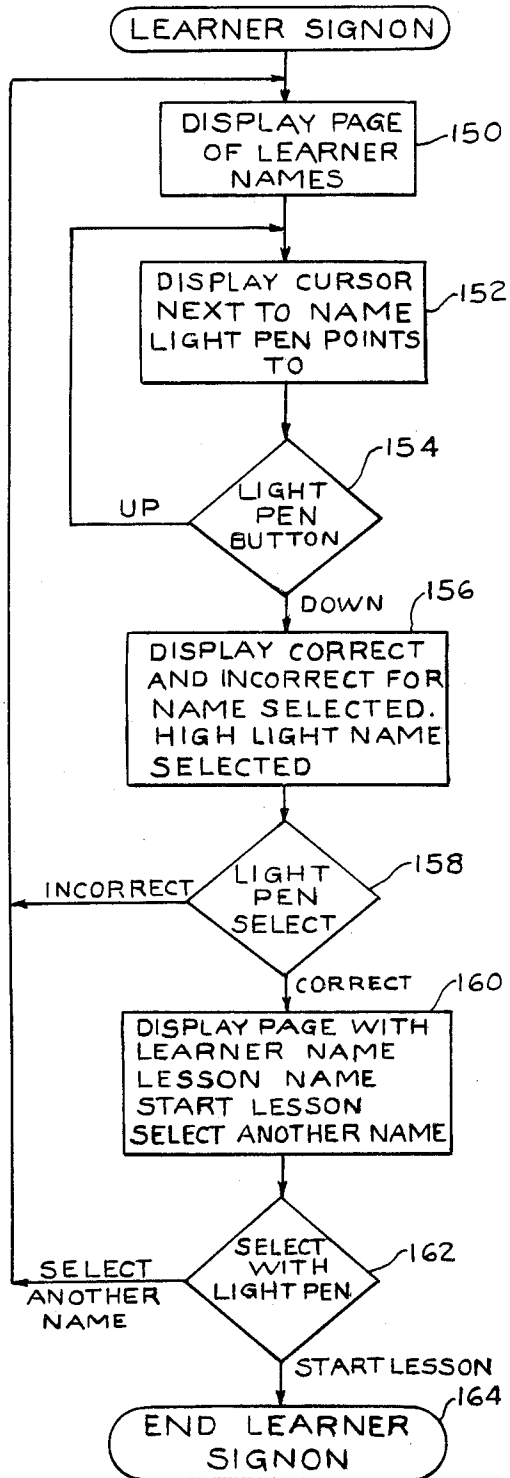 LEARNER SIGNON
DISPLAY PAGE
OF LEARNER
NAMES
150
DISPLAY CURSOR
NEXT TO NAME
LIGHT PEN POINTS
TO
152
LIGHT
PEN
BUTTON
154
UP
DOWN
156
DISPLAY CORRECT
AND INCORRECT FOR
NAME SELECTED.
HIGH LIGHT NAME
SELECTED
LIGHT
PEN
SELECT
158
INCORRECT
CORRECT
160
DISPLAY PAGE WITH
LEARNER NAME
LESSON NAME
START LESSON
SELECT ANOTHER NAME
SELECT
WITH
LIGHT PEN
162
SELECT
ANOTHER
NAME
START LESSON
164
END LEARNER
SIGNON